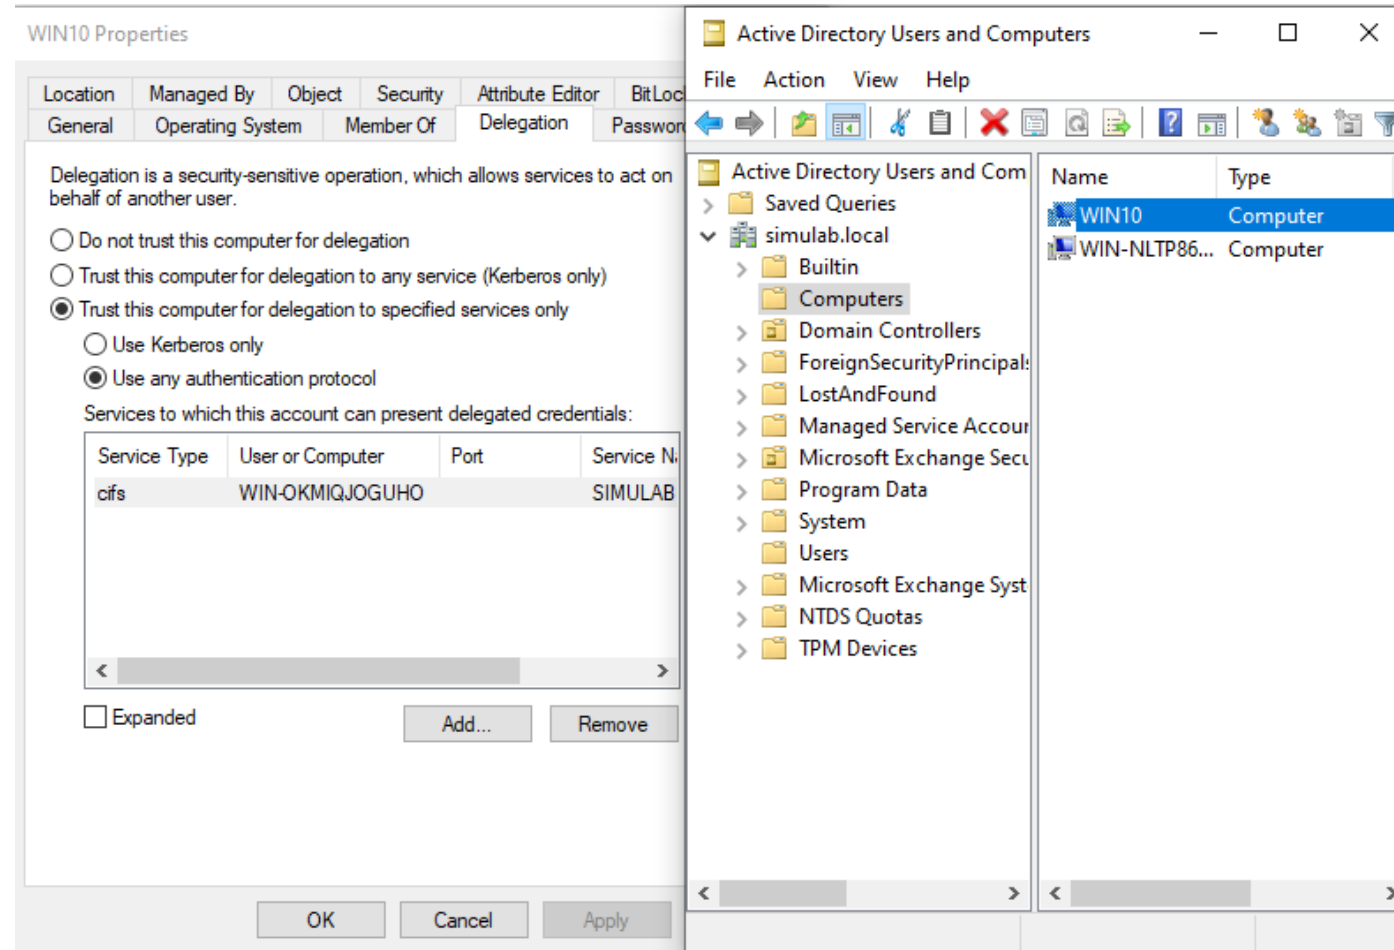 WIN10 Properties
Location Managed By Object Security Attribute Editor BitLoc
General Operating System Member Of Delegation Password
Delegation is a security-sensitive operation, which allows services to act on
behalf of another user.
Do not trust this computer for delegation
Trust this computer for delegation to any service (Kerberos only)
Trust this computer for delegation to specified services only
Use Kerberos only
Use any authentication protocol
Services to which this account can present delegated credentials:
Service Type User or Computer Port Service N
cifs WIN-OKMIQJOGUHO SIMULAB
Expanded
Add... Remove
OK Cancel Apply
Active Directory Users and Computers
File Action View Help
Active Directory Users and Com
Saved Queries
simulab.local
Builtin
Computers
Domain Controllers
ForeignSecurityPrincipals
LostAndFound
Managed Service Accour
Microsoft Exchange Secu
Program Data
System
Users
Microsoft Exchange Syst
NTDS Quotas
TPM Devices
Name Type
WIN10 Computer
WIN-NLTP86... Computer